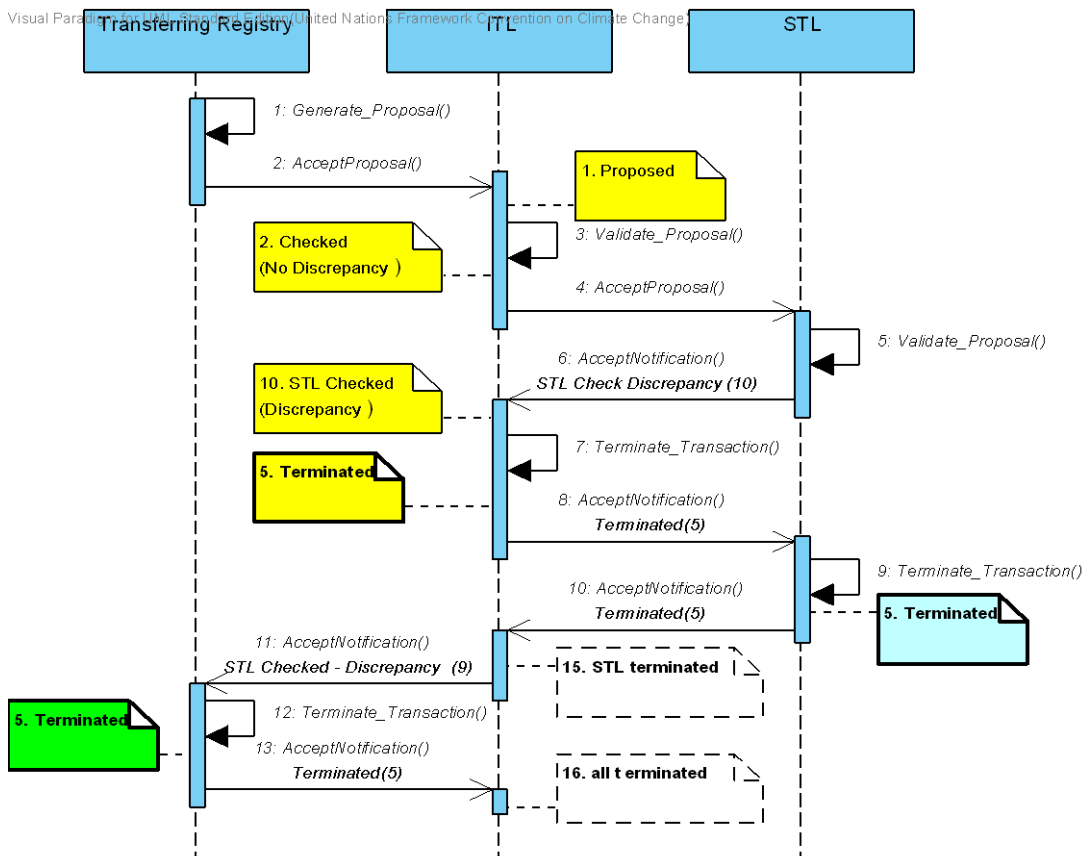 Visual Paradigm for UML Standard Edition(United Nations Framework Convention on Climate Change)
Transferring Registry
ITL
STL
1: Generate_Proposal()
2: AcceptProposal()
1. Proposed
2. Checked
(No Discrepancy )
3: Validate_Proposal()
4: AcceptProposal()
5: Validate_Proposal()
6: AcceptNotification()
STL Check Discrepancy (10)
10. STL Checked
(Discrepancy )
7: Terminate_Transaction()
5. Terminated
8: AcceptNotification()
Terminated(5)
9: Terminate_Transaction()
10: AcceptNotification()
Terminated(5)
5. Terminated
11: AcceptNotification()
STL Checked - Discrepancy (9)
15. STL terminated
12: Terminate_Transaction()
5. Terminated
13: AcceptNotification()
Terminated(5)
16. all t erminated